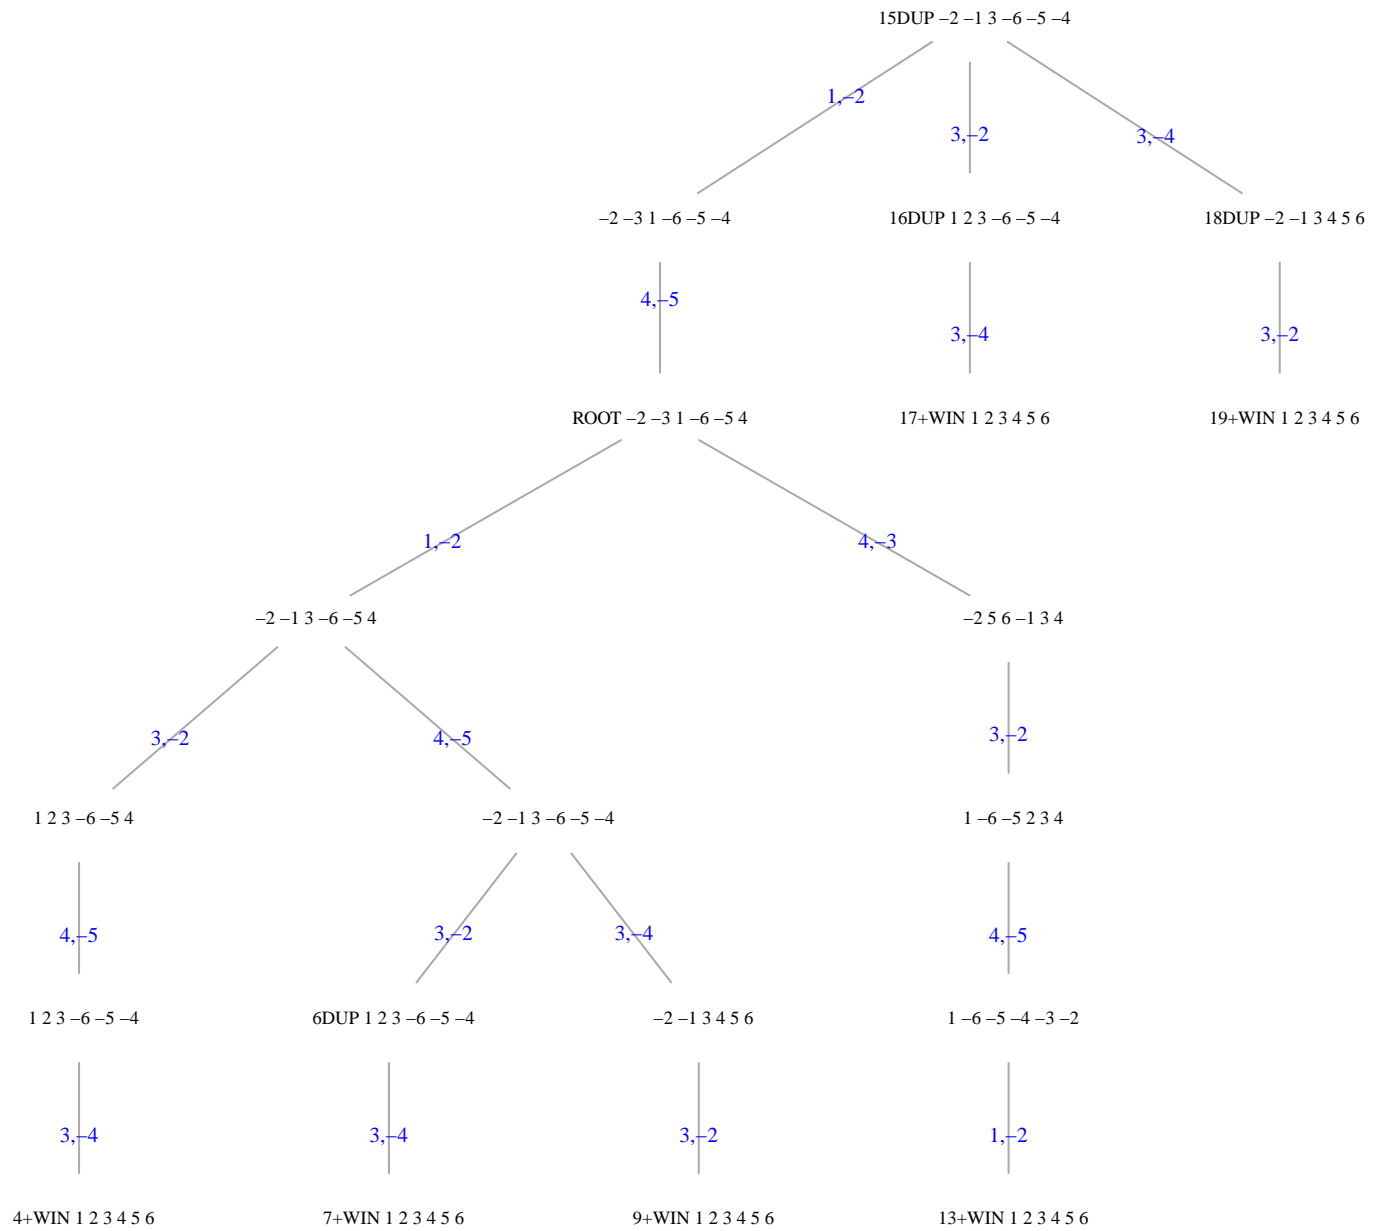 15DUP –2 –1 3 –6 –5 –4
1,–2
3,–2
3,–4
–2 –3 1 –6 –5 –4
16DUP 1 2 3 –6 –5 –4
18DUP –2 –1 3 4 5 6
4,–5
3,–4
3,–2
ROOT –2 –3 1 –6 –5 4
17+WIN 1 2 3 4 5 6
19+WIN 1 2 3 4 5 6
1,–2
4,–3
–2 –1 3 –6 –5 4
–2 5 6 –1 3 4
3,–2
4,–5
3,–2
1 2 3 –6 –5 4
–2 –1 3 –6 –5 –4
1 –6 –5 2 3 4
4,–5
3,–2
3,–4
4,–5
1 2 3 –6 –5 –4
6DUP 1 2 3 –6 –5 –4
–2 –1 3 4 5 6
1 –6 –5 –4 –3 –2
3,–4
3,–4
3,–2
1,–2
4+WIN 1 2 3 4 5 6
7+WIN 1 2 3 4 5 6
9+WIN 1 2 3 4 5 6
13+WIN 1 2 3 4 5 6